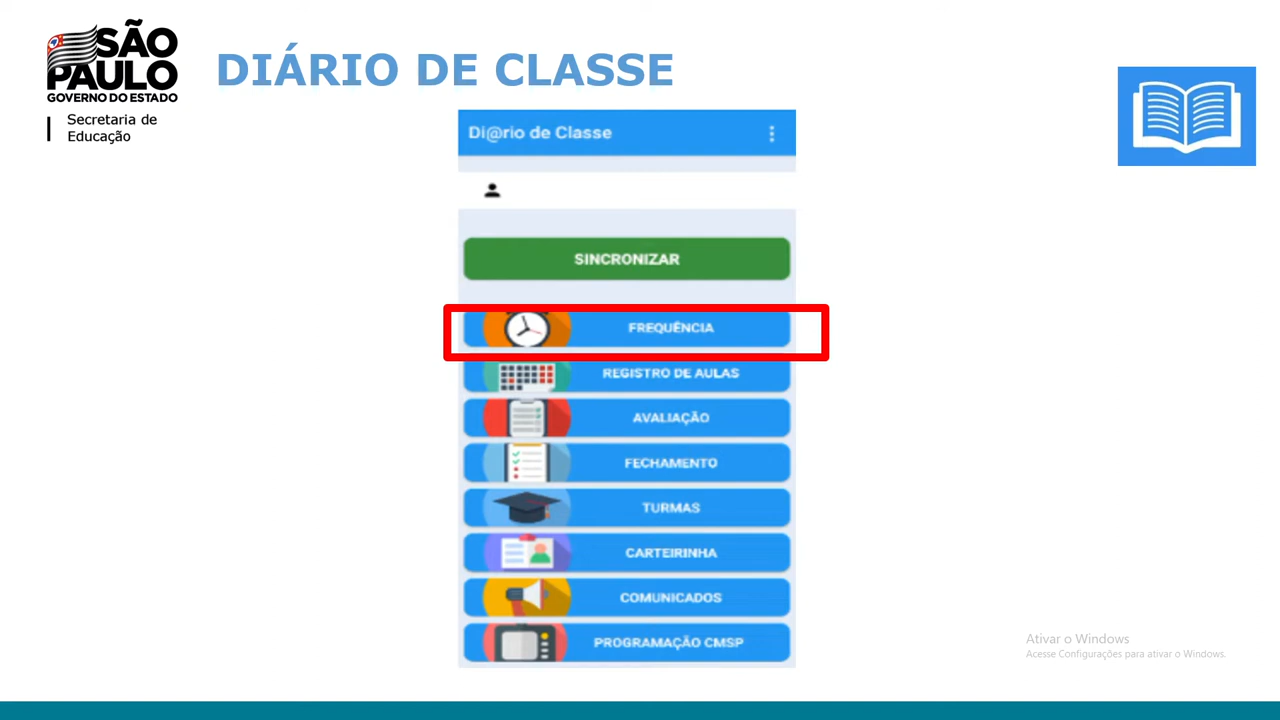 SÃO
PAULO
GOVERNO DO ESTADO
Secretaria de
Educação
DIÁRIO DE CLASSE
Di@rio de Classe
SINCRONIZAR
FREQUÊNCIA
REGISTRO DE AULAS
AVALIAÇÃO
FECHAMENTO
TURMAS
CARTEIRINHA
COMUNICADOS
PROGRAMAÇÃO CMSP
Ativar o Windows
Acesse Configurações para ativar o Windows.